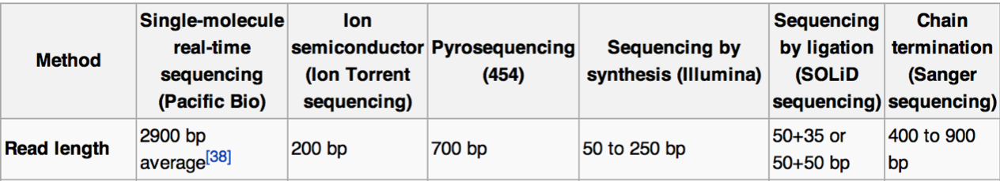 Method
Single-molecule
real-time
sequencing
(Pacific Bio)
Ion
semiconductor
(Ion Torrent
sequencing)
Pyrosequencing
(454)
Sequencing by
synthesis (Illumina)
Sequencing
by ligation
(SOLiD
sequencing)
Chain
termination
(Sanger
sequencing)
Read length
2900 bp
average[38]
200 bp
700 bp
50 to 250 bp
50+35 or
50+50 bp
400 to 900
bp